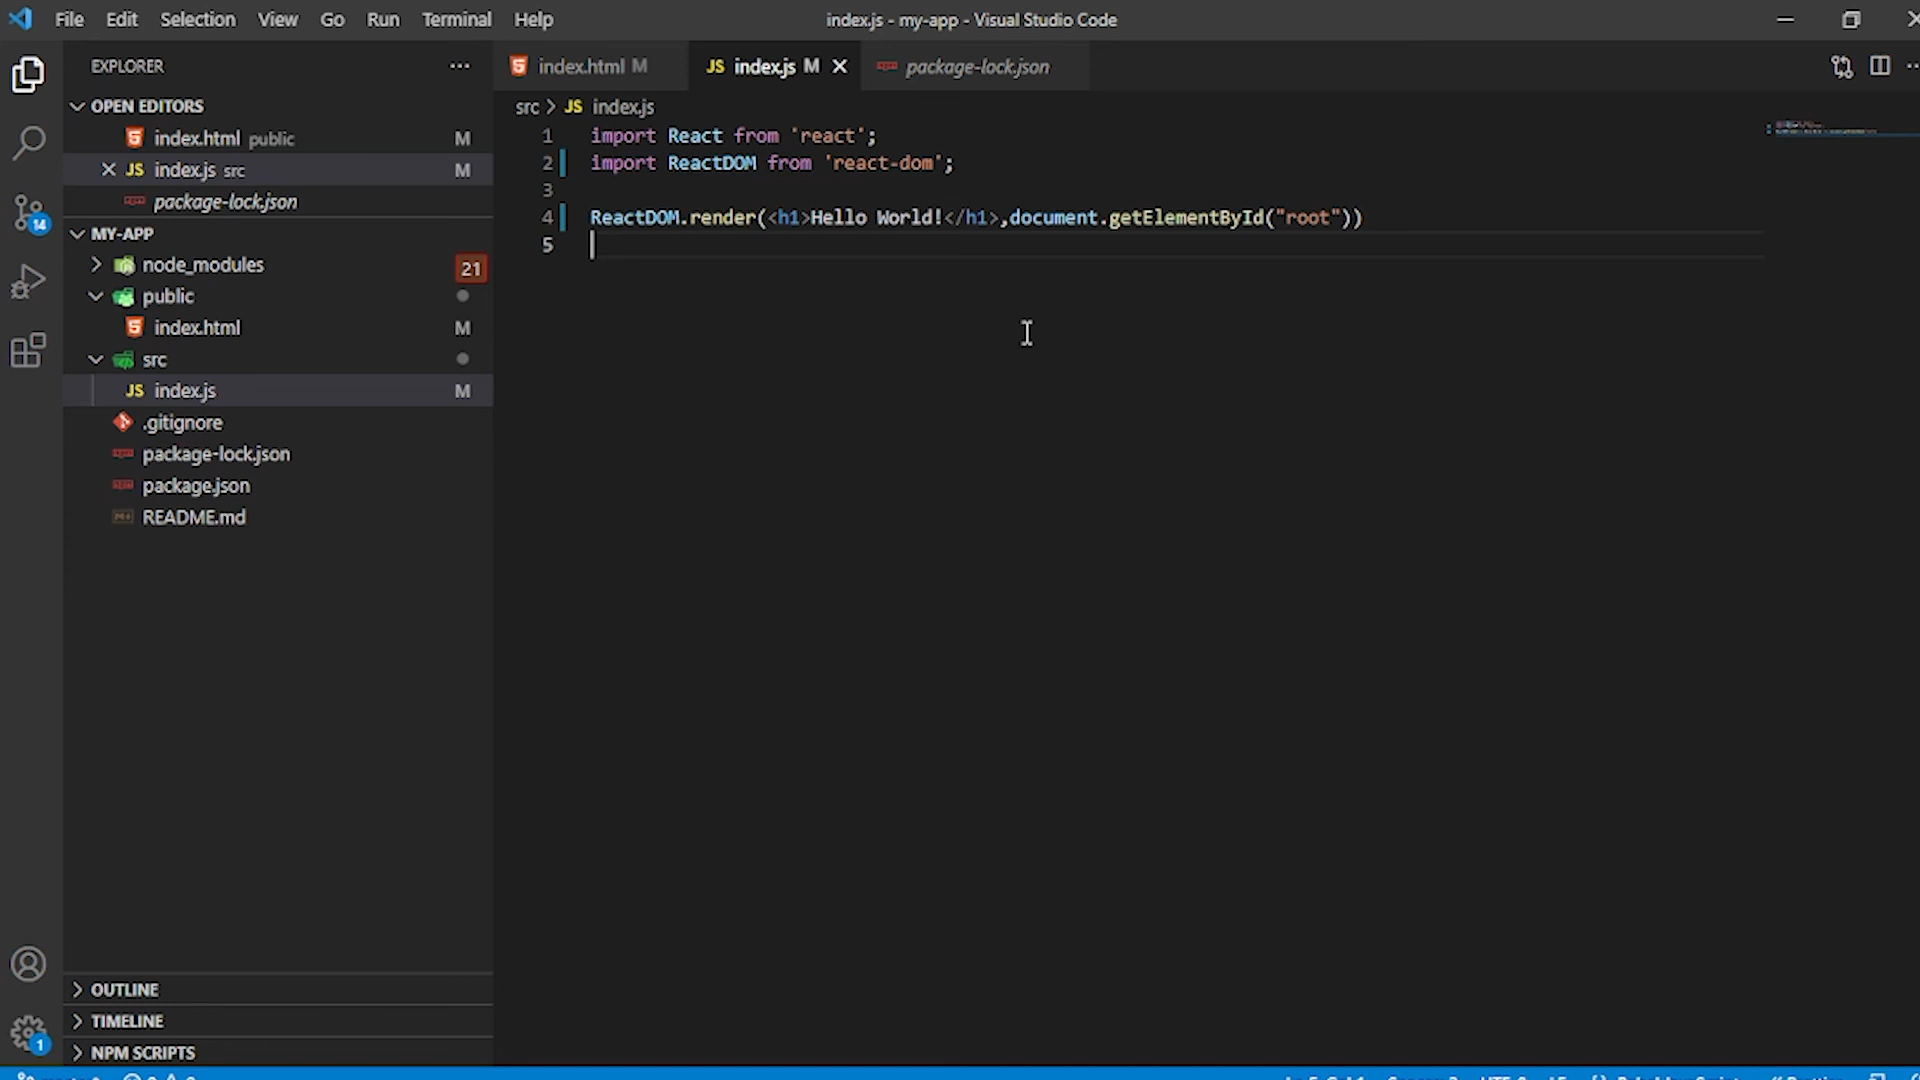 File Edit Selection View Go Run Terminal Help index.js - my-app - Visual Studio Code
EXPLORER ...
index.html M JS index.js M package-lock.json
OPEN EDITORS
index.html public M
JS index.js src M
package-lock.json
14
MY-APP
node_modules 21
public
index.html M
src
JS index.js M
.gitignore
package-lock.json
package.json
README.md
OUTLINE
TIMELINE
NPM SCRIPTS
1
src > JS index.js
1 import React from 'react';
2 import ReactDOM from 'react-dom';
3
4 ReactDOM.render(<h1>Hello World!</h1>,document.getElementById("root"))
5